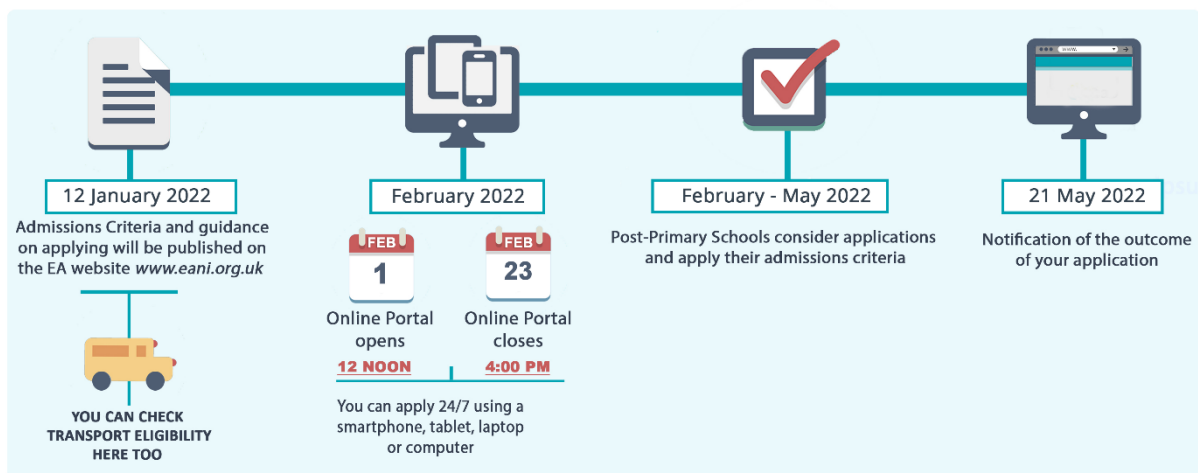 12 January 2022
Admissions Criteria and guidance
on applying will be published on
the EA website www.eani.org.uk
YOU CAN CHECK
TRANSPORT ELIGIBILITY
HERE TOO
February 2022
FEB
1
Online Portal
opens
12 NOON
FEB
23
Online Portal
closes
4:00 PM
You can apply 24/7 using a
smartphone, tablet, laptop
or computer
February - May 2022
Post-Primary Schools consider applications
and apply their admissions criteria
www.
21 May 2022
Notification of the outcome
of your application